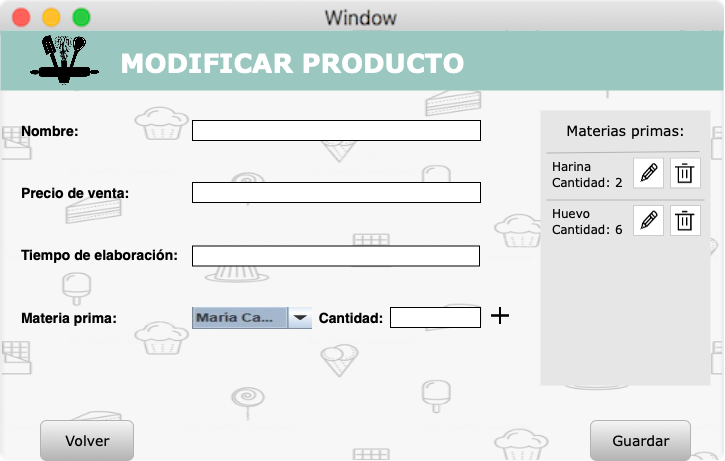 Window
MODIFICAR PRODUCTO
Nombre:
Precio de venta:
Tiempo de elaboración:
Materia prima:
María Ca...
Cantidad:
Materias primas:
Harina
Cantidad: 2
Huevo
Cantidad: 6
Volver
Guardar